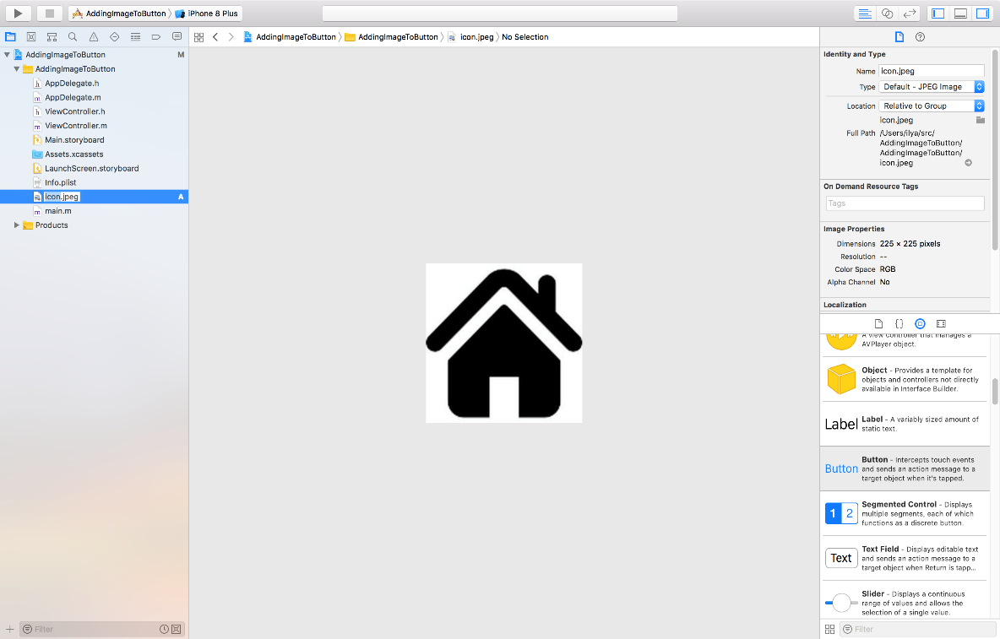 AddingImageToButton iPhone 8 Plus
AddingImageToButton AddingImageToButton icon.jpeg No Selection
AddingImageToButton M
AddingImageToButton
AppDelegate.h
AppDelegate.m
ViewController.h
ViewController.m
Main.storyboard
Assets.xcassets
LaunchScreen.storyboard
Info.plist
icon.jpeg A
main.m
Products
Filter
Identity and Type
Name icon.jpeg
Type Default - JPEG Image
Location Relative to Group
icon.jpeg
Full Path /Users/ilya/src/
AddingImageToButton/
AddingImageToButton/
icon.jpeg
On Demand Resource Tags
Tags
Image Properties
Dimensions 225 × 225 pixels
Resolution --
Color Space RGB
Alpha Channel No
Localization
{}
A view controller that manages a
AVPlayer object.
Object - Provides a template for
objects and controllers not directly
available in Interface Builder.
Label
Label - A variably sized amount of
static text.
Button
Button - Intercepts touch events
and sends an action message to a
target object when it's tapped.
1 2
Segmented Control - Displays
multiple segments, each of which
functions as a discrete button.
Text
Text Field - Displays editable text
and sends an action message to a
target object when Return is tapp...
Slider - Displays a continuous
range of values and allows the
selection of a single value.
Filter